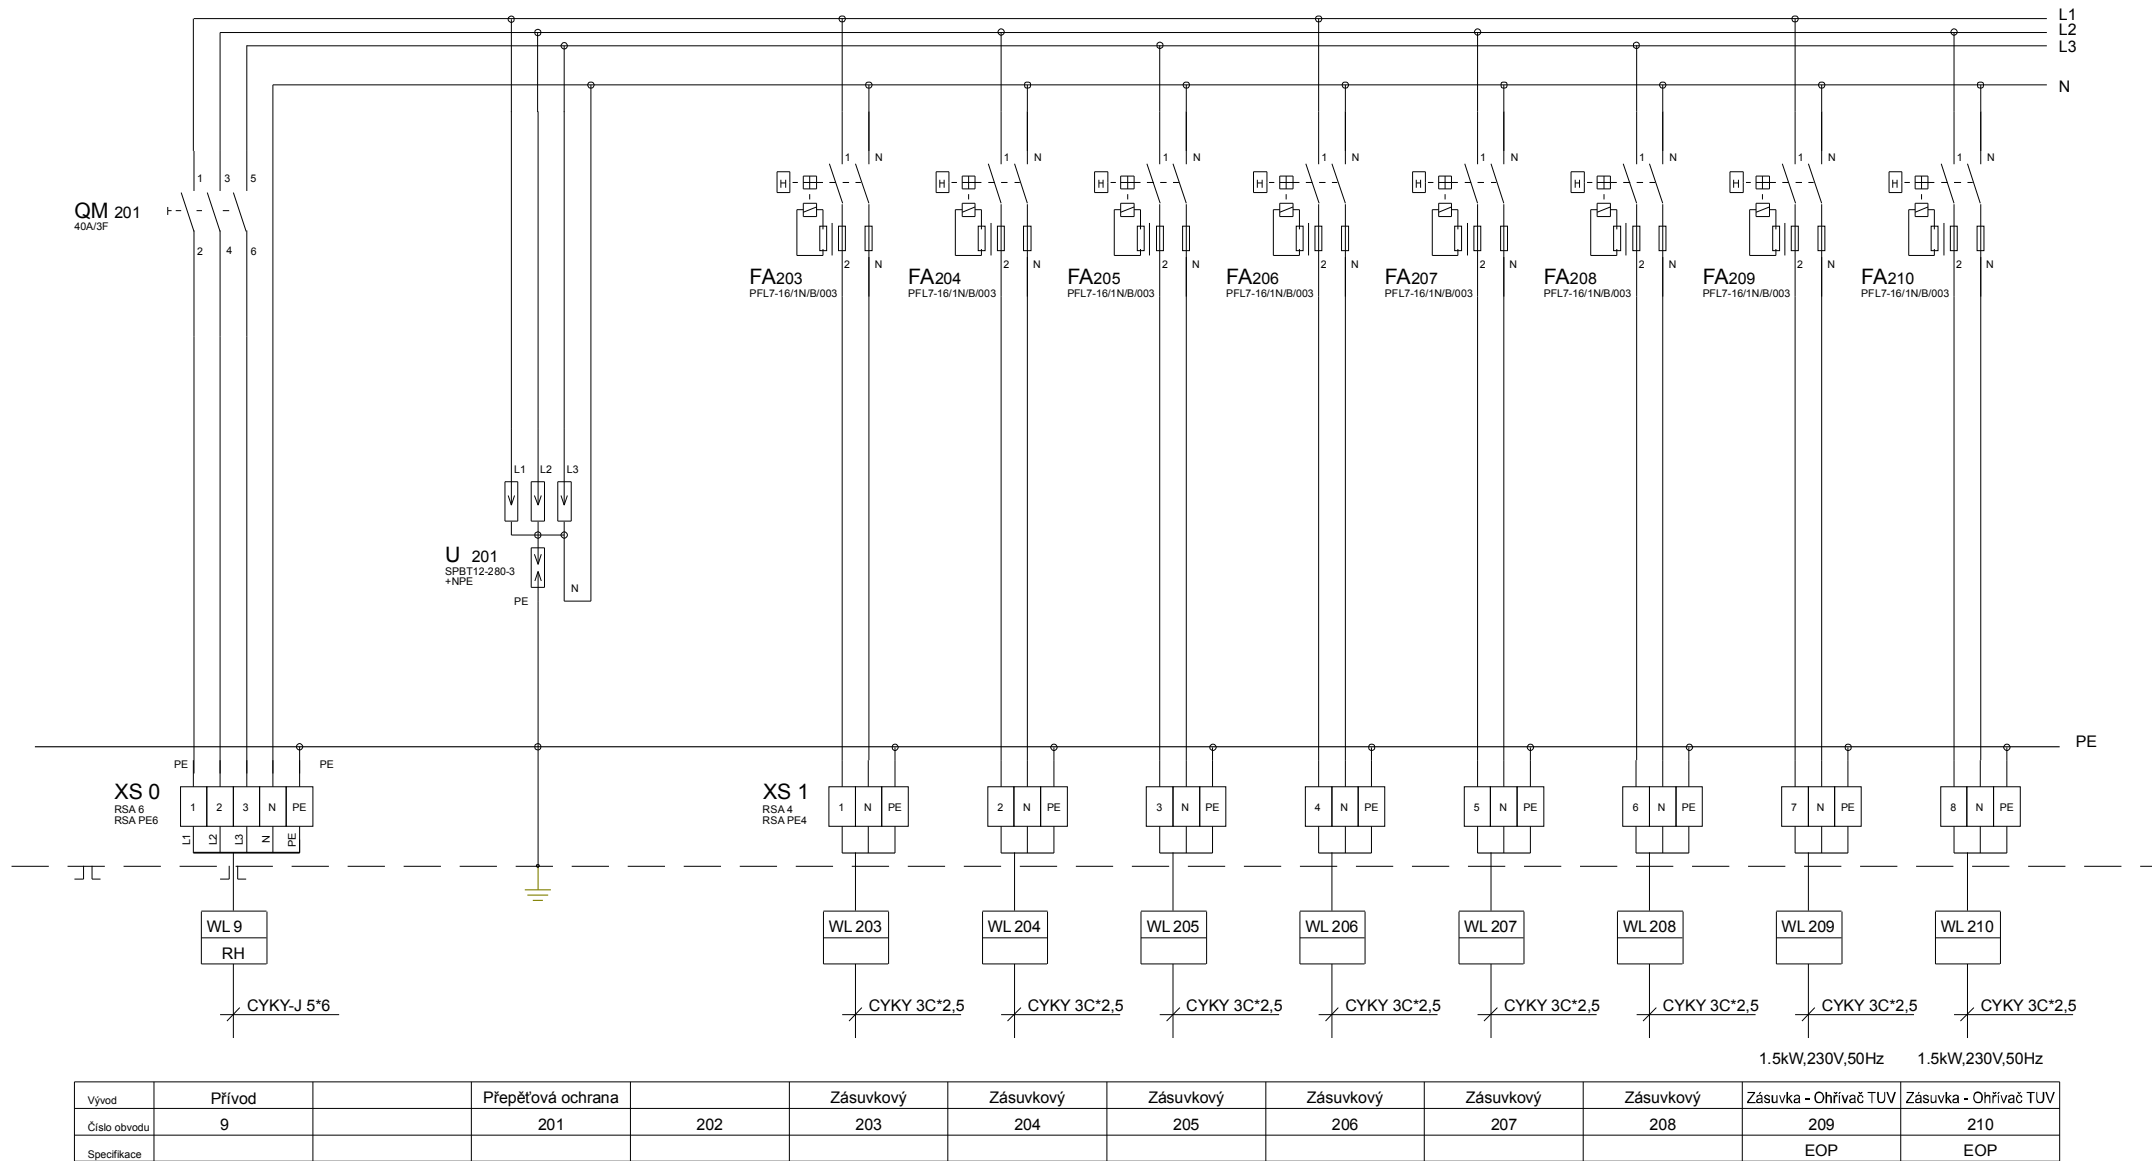 L1
L2
L3
N
1 3 5
QM 201
40A/3F
2 4 6
1 N 1 N 1 N 1 N 1 N 1 N 1 N 1 N
H H H H H H H H
2 N 2 N 2 N 2 N 2 N 2 N 2 N 2 N
FA203 FA204 FA205 FA206 FA207 FA208 FA209 FA210
PFL7-16/1N/B/003 PFL7-16/1N/B/003 PFL7-16/1N/B/003 PFL7-16/1N/B/003 PFL7-16/1N/B/003 PFL7-16/1N/B/003 PFL7-16/1N/B/003 PFL7-16/1N/B/003
L1 L2 L3
U 201
SPBT12-280-3
+NPE
N
PE
PE
PE PE
XS 0
RSA 6
RSA PE6
1 2 3 N PE
L1 L2 L3 N PE
XS 1
RSA 4
RSA PE4
1 N PE 2 N PE 3 N PE 4 N PE 5 N PE 6 N PE 7 N PE 8 N PE
WL 9 WL 203 WL 204 WL 205 WL 206 WL 207 WL 208 WL 209 WL 210
RH
CYKY-J 5*6 CYKY 3C*2,5 CYKY 3C*2,5 CYKY 3C*2,5 CYKY 3C*2,5 CYKY 3C*2,5 CYKY 3C*2,5 CYKY 3C*2,5 CYKY 3C*2,5
1.5kW,230V,50Hz 1.5kW,230V,50Hz
Vývod Přívod Přepěťová ochrana Zásuvkový Zásuvkový Zásuvkový Zásuvkový Zásuvkový Zásuvkový Zásuvka - Ohřívač TUV Zásuvka - Ohřívač TUV
Číslo obvodu 9 201 202 203 204 205 206 207 208 209 210
Specifikace EOP EOP